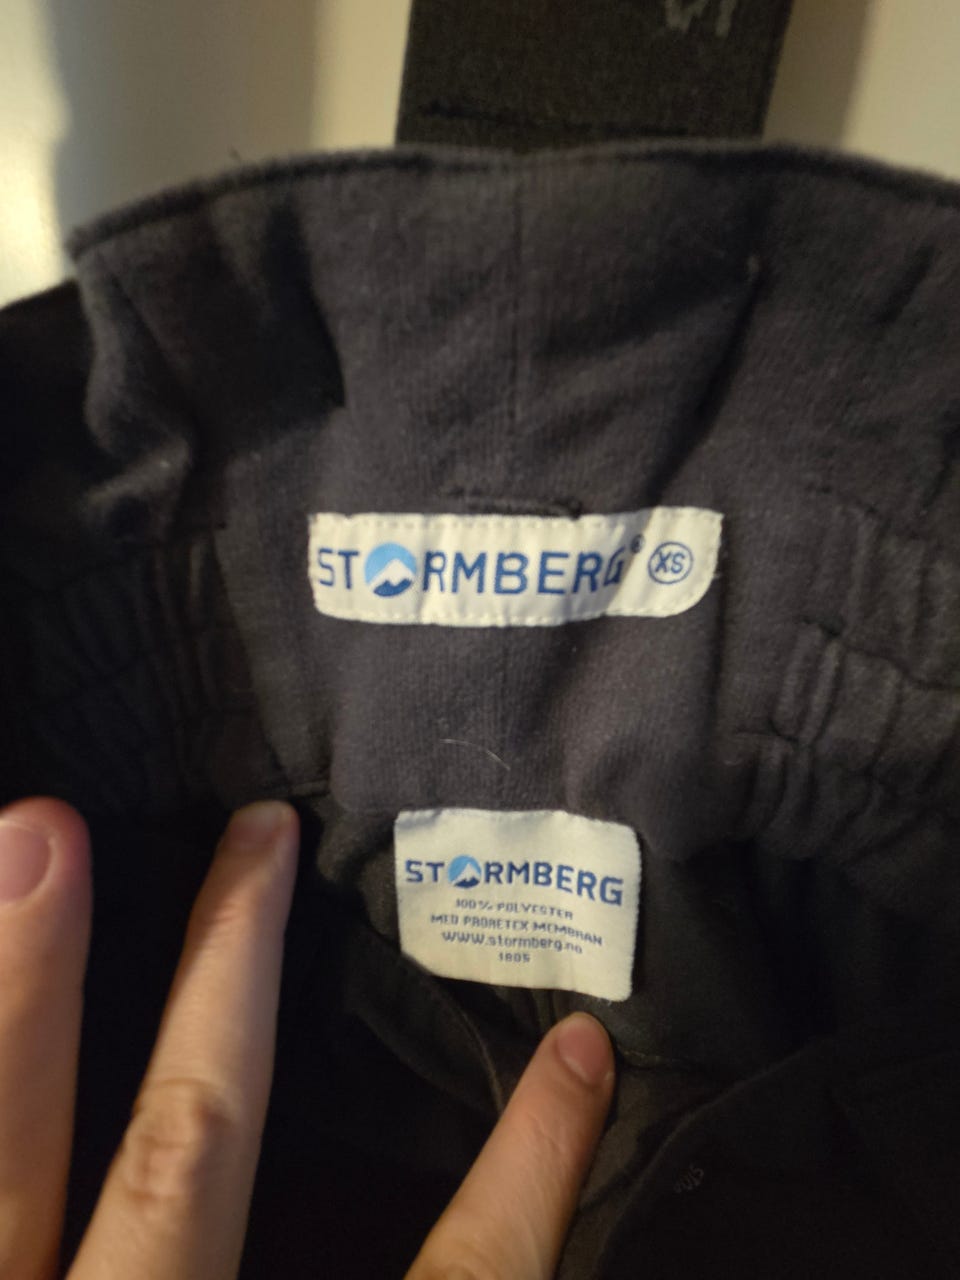 STORMBERG® XS
STORMBERG
100% POLYESTER
MED PRORETEX MEMBRAN
www.stormberg.no
1805